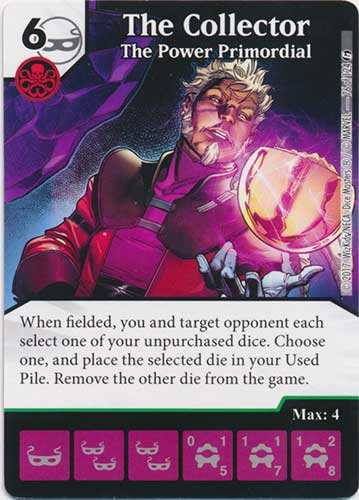 6
The Collector
The Power Primordial
When fielded, you and target opponent each
select one of your unpurchased dice. Choose
one, and place the selected die in your Used
Pile. Remove the other die from the game.
Max: 4
0 1 5
1 1 7
1 2 8